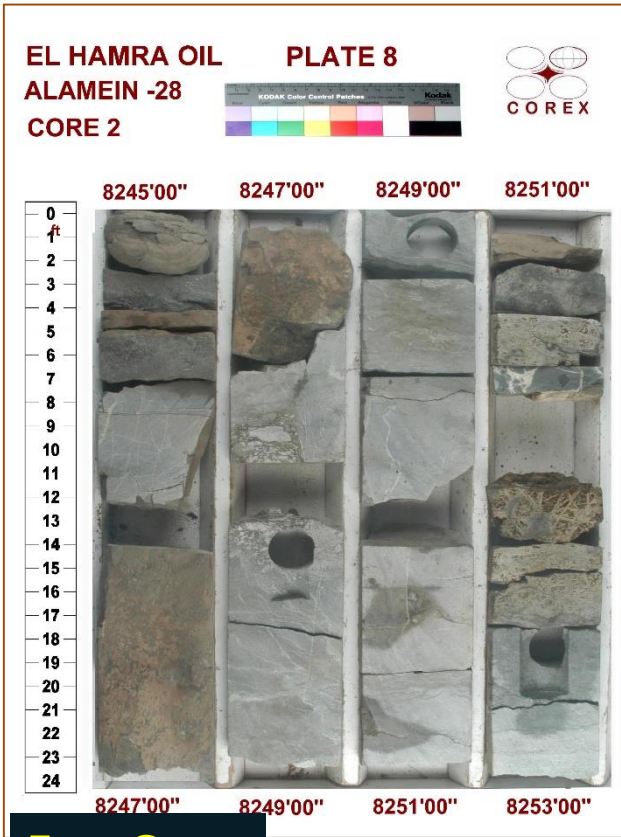 EL HAMRA OIL
PLATE 8
ALAMEIN -28
CORE 2
KODAK Color Control Patches
Kodak
COREX
8245'00" 8247'00" 8249'00" 8251'00"
0
ft
1
2
3
4
5
6
7
8
9
10
11
12
13
14
15
16
17
18
19
20
21
22
23
24
8247'00" 8249'00" 8251'00" 8253'00"